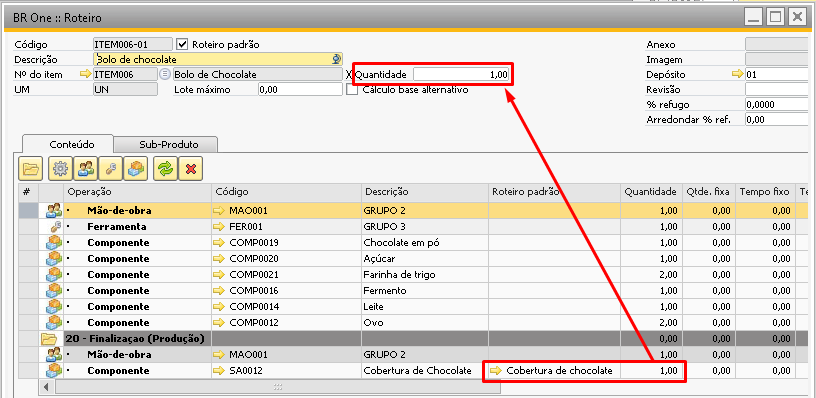 BR One :: Roteiro
Código ITEM006-01 Roteiro padrão Anexo
Descrição Bolo de chocolate Imagem
Nº do item ITEM006 Bolo de Chocolate X Quantidade 1,00 Depósito 01
UM UN Lote máximo 0,00 Cálculo base alternativo Revisão
% refugo 0,0000
Arredondar % ref. 0,00
Conteúdo Sub-Produto
# Operação Código Descrição Roteiro padrão Quantidade Qtde. fixa Tempo fixo Te
Mão-de-obra MAO001 GRUPO 2 1,00 0,00 0,00
Ferramenta FER001 GRUPO 3 1,00 0,00 0,00
Componente COMP0019 Chocolate em pó 1,00 0,00 0,00
Componente COMP0020 Açúcar 1,00 0,00 0,00
Componente COMP0021 Farinha de trigo 2,00 0,00 0,00
Componente COMP0016 Fermento 1,00 0,00 0,00
Componente COMP0014 Leite 1,00 0,00 0,00
Componente COMP0012 Ovo 2,00 0,00 0,00
20 - Finalizaçao (Produção) 0,00 0,00 0,00
Mão-de-obra MAO001 GRUPO 2 1,00 0,00 0,00
Componente SA0012 Cobertura de Chocolate Cobertura de chocolate 1,00 0,00 0,00